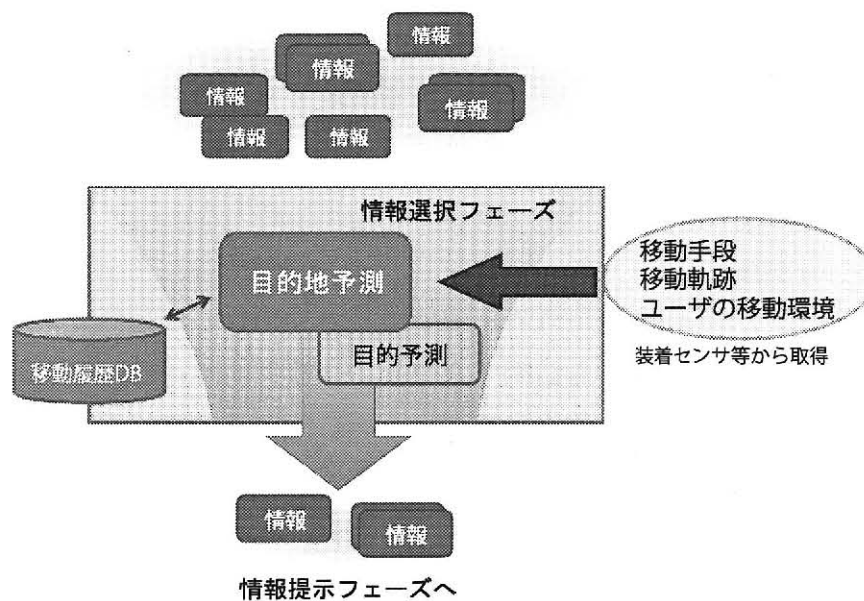 情報
情報
情報
情報
情報
情報
情報選択フェーズ
目的地予測
移動手段
移動軌跡
ユーザの移動環境
目的予測
装着センサ等から取得
移動履歴DB
情報
情報
情報提示フェーズへ